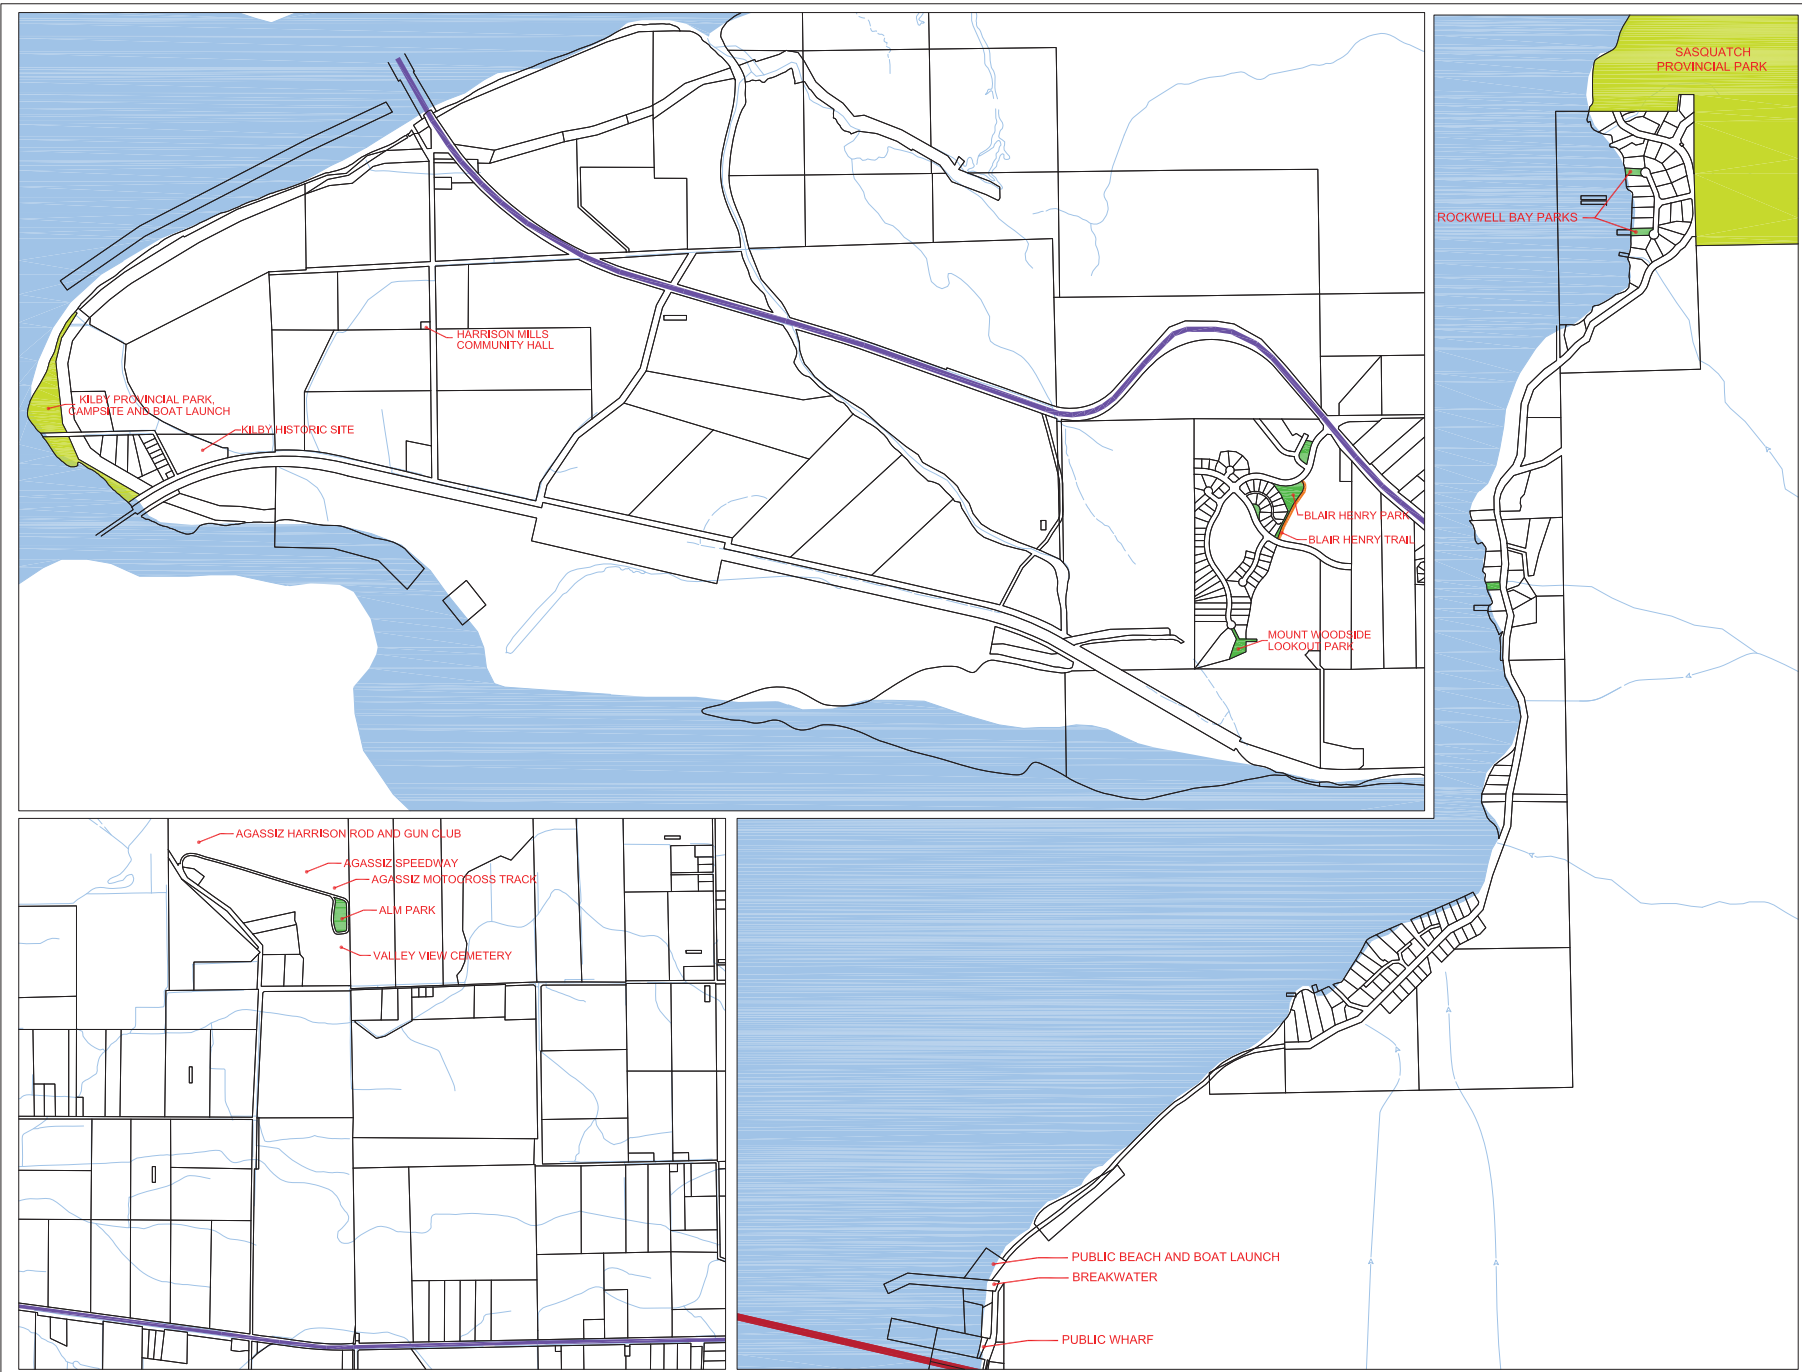 SASQUATCH
PROVINCIAL PARK
ROCKWELL BAY PARKS
HARRISON MILLS
COMMUNITY HALL
KILBY PROVINCIAL PARK,
CAMPSITE AND BOAT LAUNCH
KILBY HISTORIC SITE
BLAIR HENRY PARK
BLAIR HENRY TRAIL
MOUNT WOODSIDE
LOOKOUT PARK
AGASSIZ HARRISON ROD AND GUN CLUB
AGASSIZ SPEEDWAY
AGASSIZ MOTOCROSS TRACK
ALM PARK
VALLEY VIEW CEMETERY
PUBLIC BEACH AND BOAT LAUNCH
BREAKWATER
PUBLIC WHARF